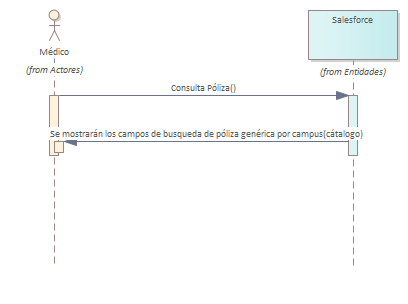 Salesforce
Médico
(from Actores)
(from Entidades)
Consulta Póliza()
Se mostrarán los campos de busqueda de póliza genérica por campus(cátalogo)